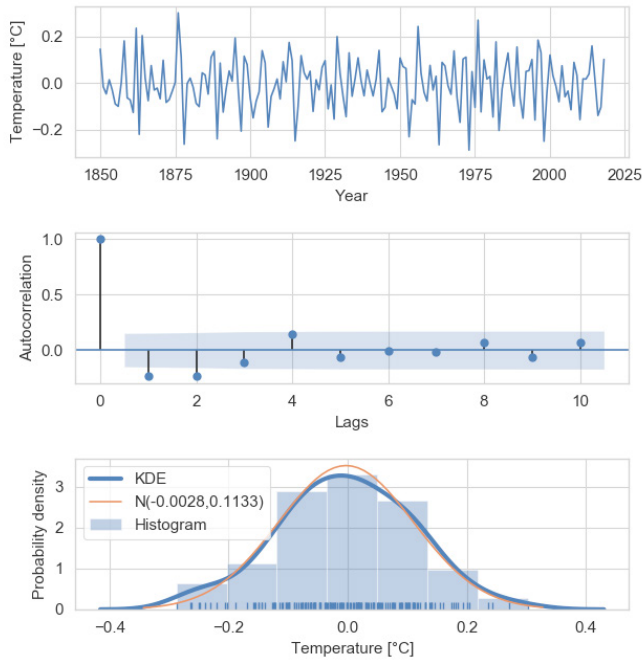 Temperature [°C]
0.2
0.0
−0.2
1850 1875 1900 1925 1950 1975 2000 2025
Year
Autocorrelation
1.0
0.5
0.0
0 2 4 6 8 10
Lags
Probability density
3
2
1
0
KDE
N(-0.0028,0.1133)
Histogram
−0.4 −0.2 0.0 0.2 0.4
Temperature [°C]